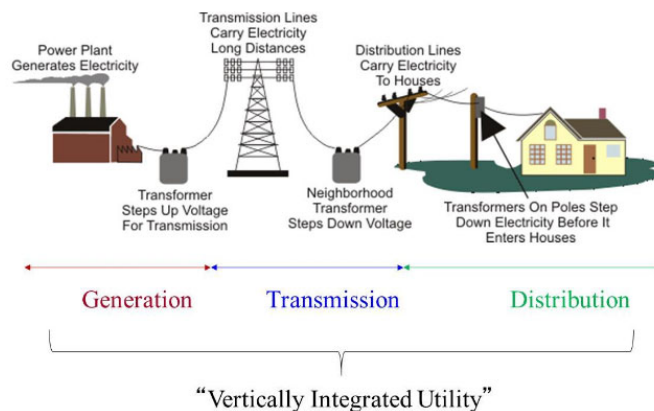 Power Plant
Generates Electricity
Transmission Lines
Carry Electricity
Long Distances
Distribution Lines
Carry Electricity
To Houses
Transformer
Steps Up Voltage
For Transmission
Neighborhood
Transformer
Steps Down Voltage
Transformers On Poles Step
Down Electricity Before It
Enters Houses
Generation
Transmission
Distribution
“Vertically Integrated Utility”